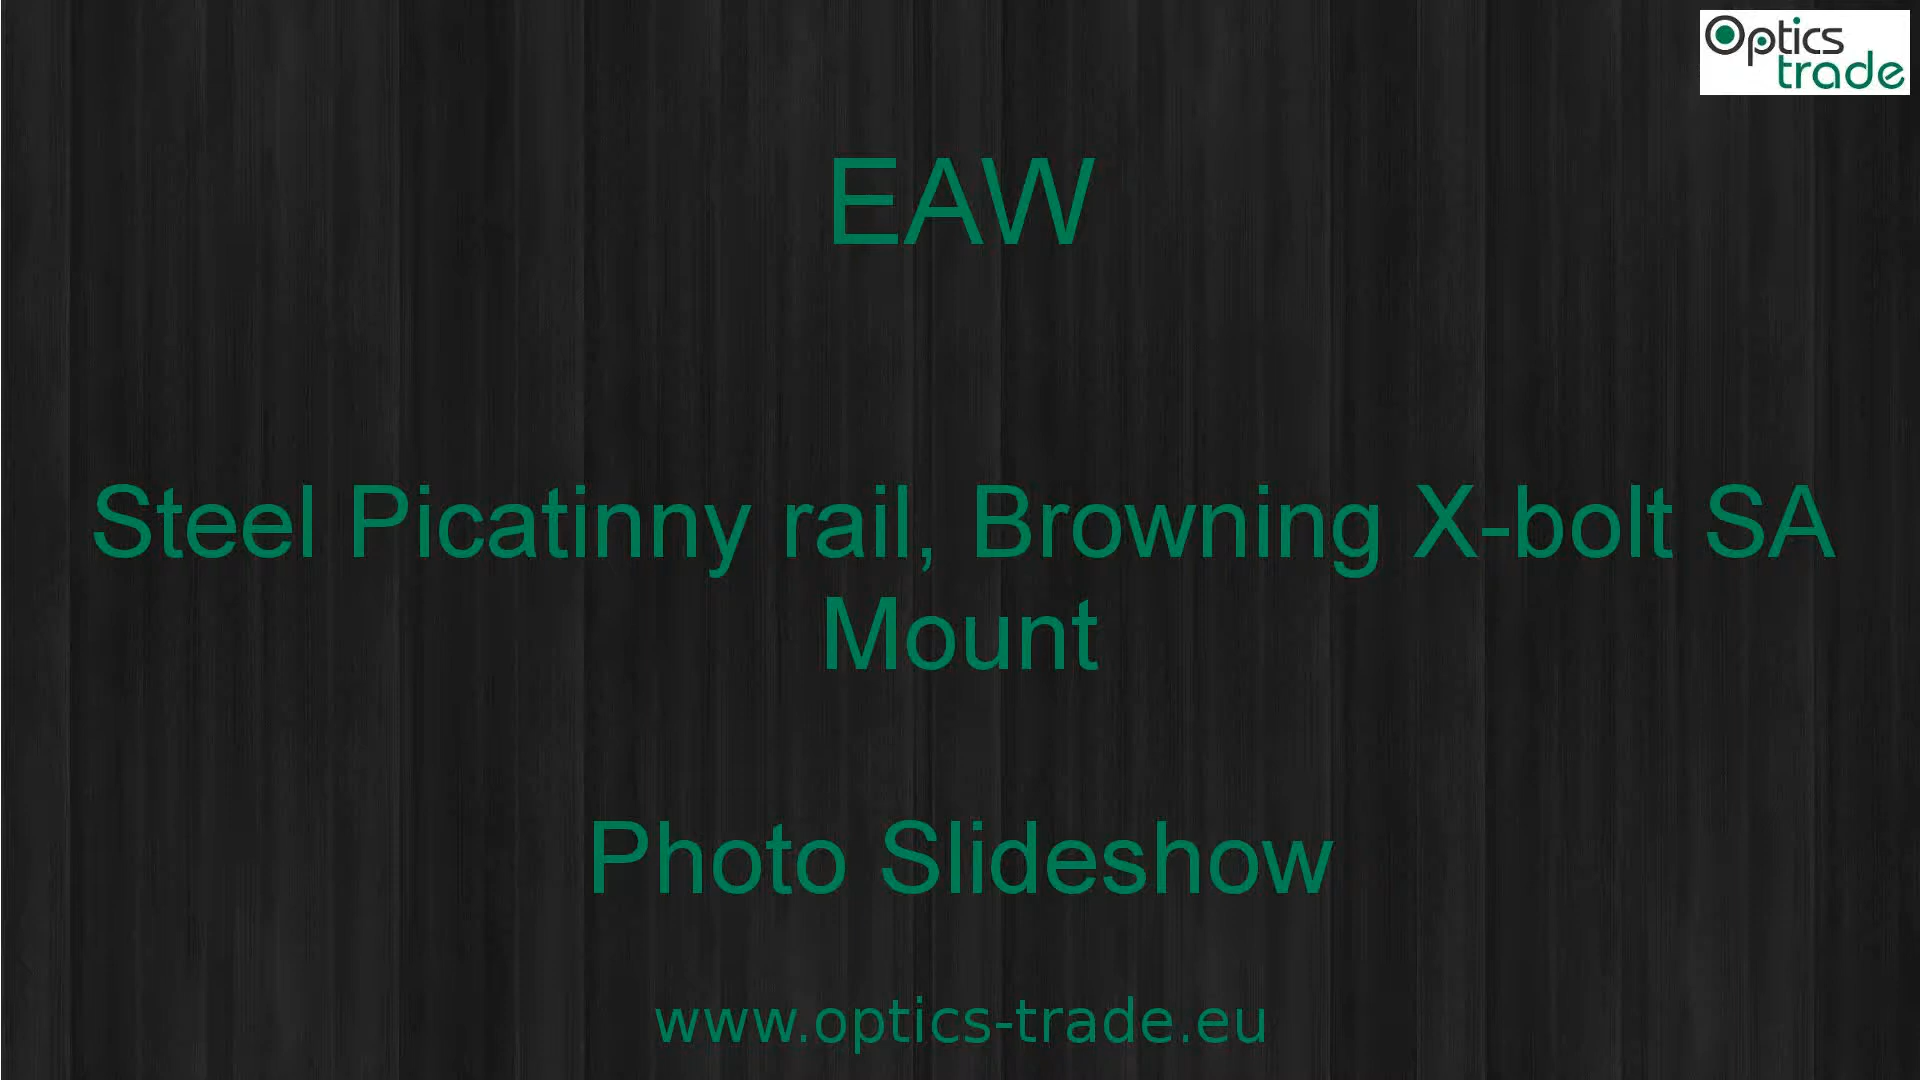 Optics
trade
EAW
Steel Picatinny rail, Browning X-bolt SA
Mount
Photo Slideshow
www.optics-trade.eu